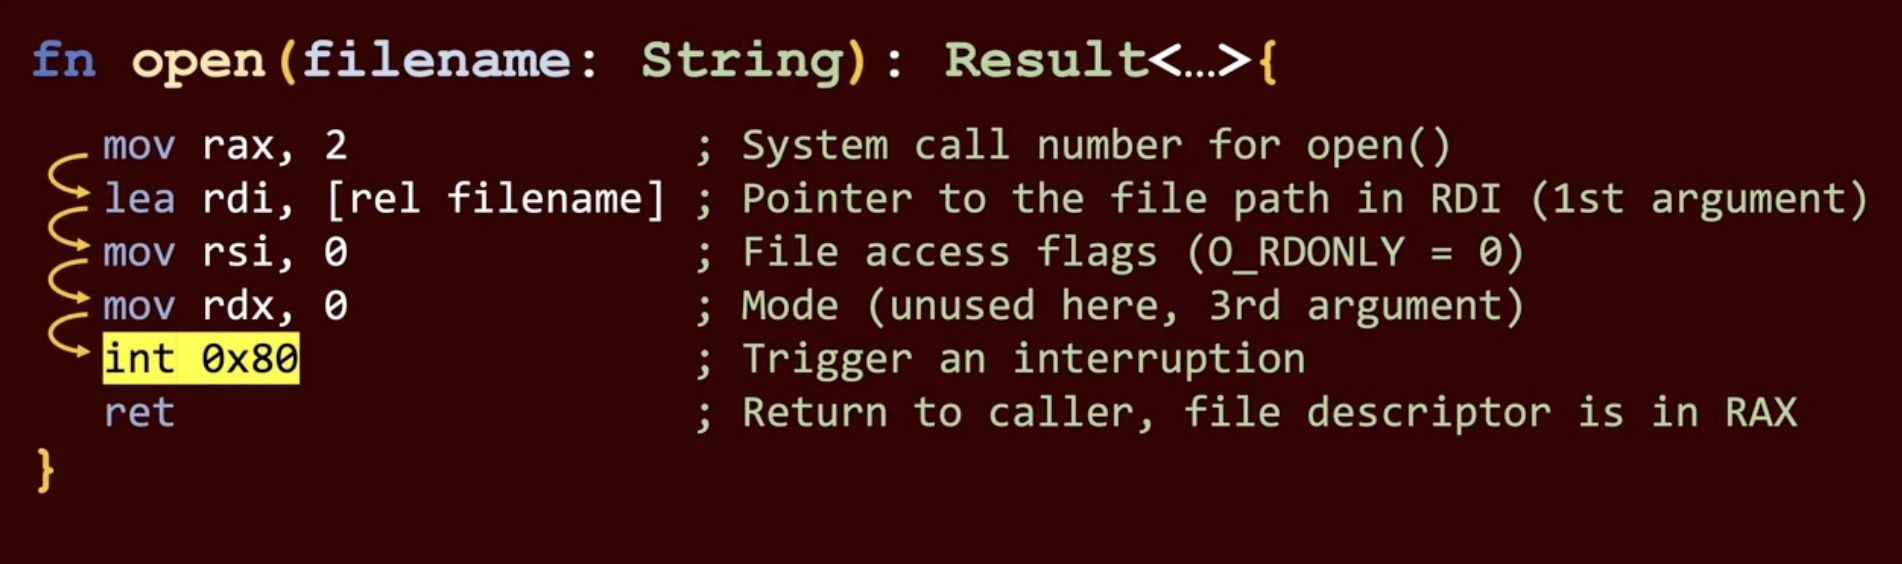 fn open(filename: String): Result<...>{
mov rax, 2 ; System call number for open()
lea rdi, [rel filename] ; Pointer to the file path in RDI (1st argument)
mov rsi, 0 ; File access flags (O_RDONLY = 0)
mov rdx, 0 ; Mode (unused here, 3rd argument)
int 0x80 ; Trigger an interruption
ret ; Return to caller, file descriptor is in RAX
}